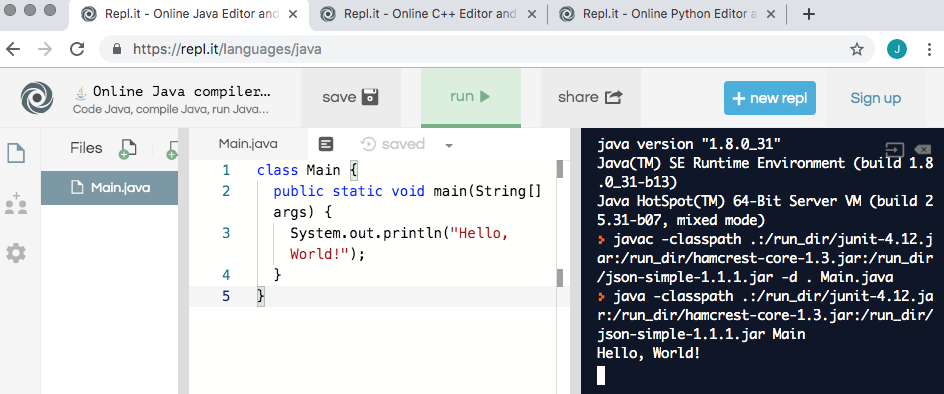 Repl.it - Online Java Editor and
Repl.it - Online C++ Editor and
Repl.it - Online Python Editor a
https://repl.it/languages/java
J
Online Java compiler…
Code Java, compile Java, run Java...
save
run
share
+ new repl
Sign up
Files
Main.java
Main.java
saved
1 class Main {
2 public static void main(String[]
args) {
3 System.out.println("Hello,
World!");
4 }
5 }
java version "1.8.0_31"
Java(TM) SE Runtime Environment (build 1.8
.0_31-b13)
Java HotSpot(TM) 64-Bit Server VM (build 2
5.31-b07, mixed mode)
javac -classpath .:/run_dir/junit-4.12.j
ar:/run_dir/hamcrest-core-1.3.jar:/run_dir
/json-simple-1.1.1.jar -d . Main.java
java -classpath .:/run_dir/junit-4.12.ja
r:/run_dir/hamcrest-core-1.3.jar:/run_dir/
json-simple-1.1.1.jar Main
Hello, World!